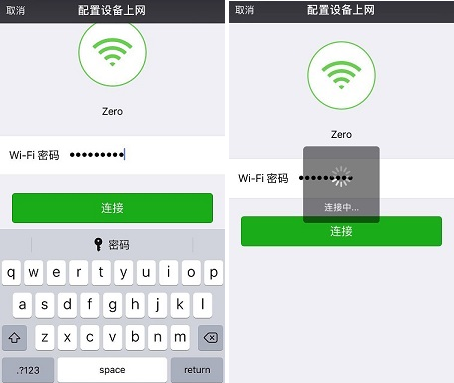 取消 配置设备上网
Zero
Wi-Fi 密码 ●●●●●●●●●
连接
密码
q w e r t y u i o p
a s d f g h j k l
z x c v b n m
.?123 space return
取消 配置设备上网
Zero
Wi-Fi 密码 ●●●●●●●●●
连接中...
连接